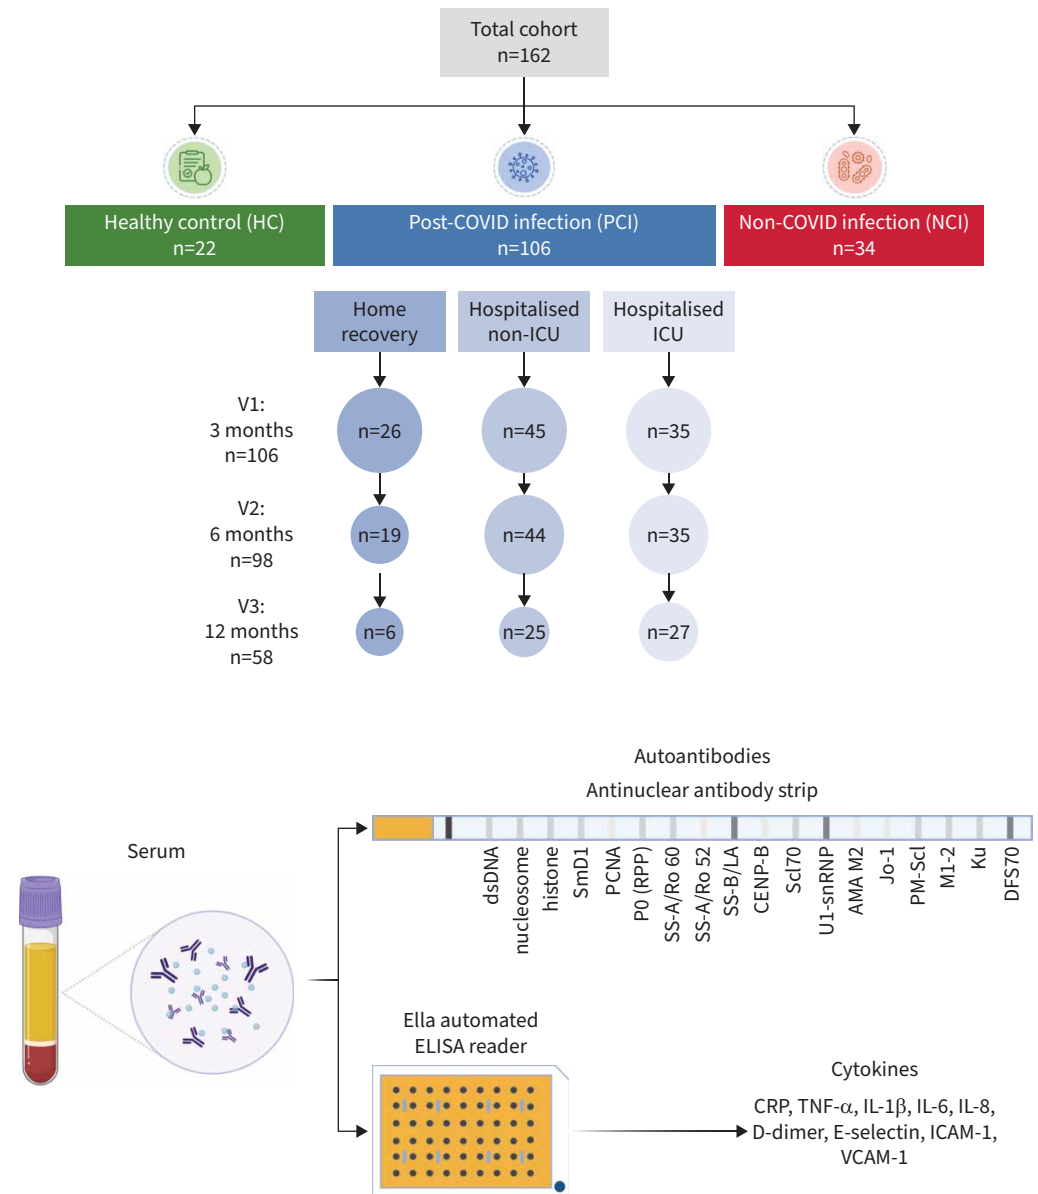 Total cohort
n=162
Healthy control (HC)
n=22
Post-COVID infection (PCI)
n=106
Non-COVID infection (NCI)
n=34
Home
recovery
Hospitalised
non-ICU
Hospitalised
ICU
V1:
3 months
n=106
n=26
n=45
n=35
V2:
6 months
n=98
n=19
n=44
n=35
V3:
12 months
n=58
n=6
n=25
n=27
Autoantibodies
Antinuclear antibody strip
dsDNA
nucleosome
histone
SmD1
PCNA
P0 (RPP)
SS-A/Ro 60
SS-A/Ro 52
SS-B/LA
CENP-B
Scl70
U1-snRNP
AMA M2
Jo-1
PM-Scl
M1-2
Ku
DFS70
Serum
Ella automated
ELISA reader
Cytokines
CRP, TNF-α, IL-1β, IL-6, IL-8,
D-dimer, E-selectin, ICAM-1,
VCAM-1